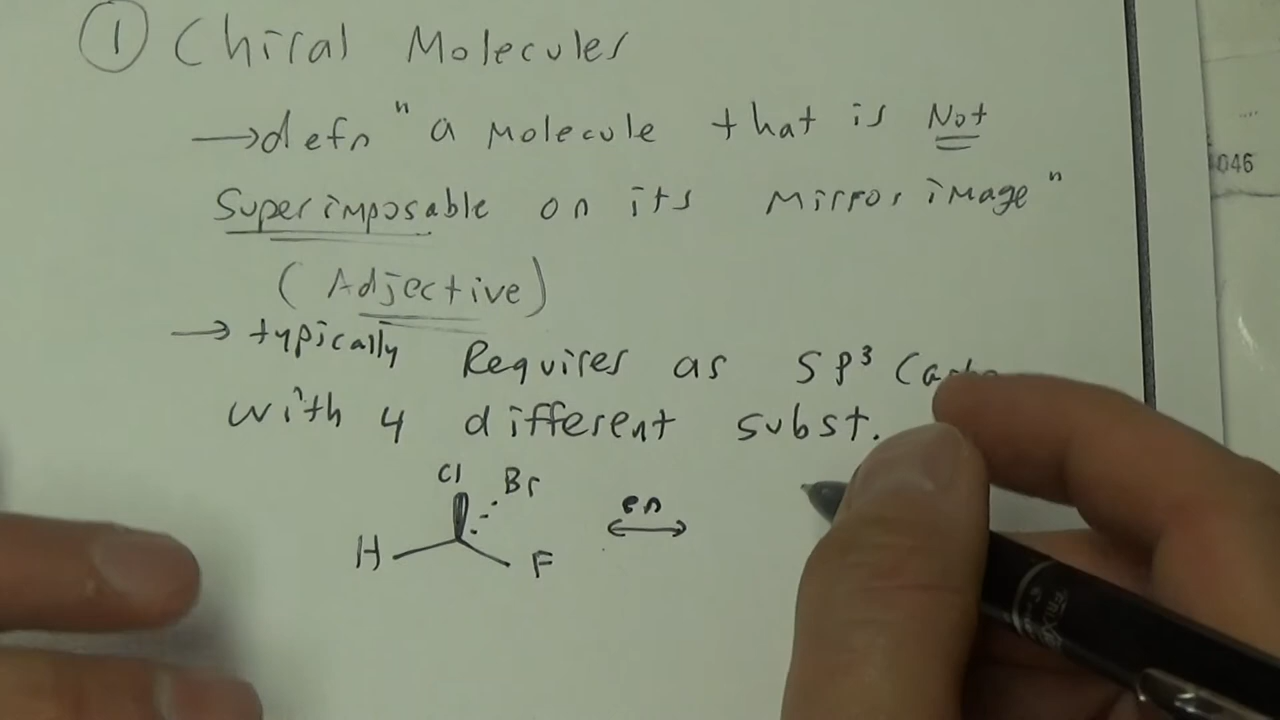 ① Chiral Molecules
→ defn "a Molecule that is Not
Superimposable on its Mirror image"
(Adjective)
→ typically Requires as SP³
with 4 different subst.
Cl Br
en
H F
046